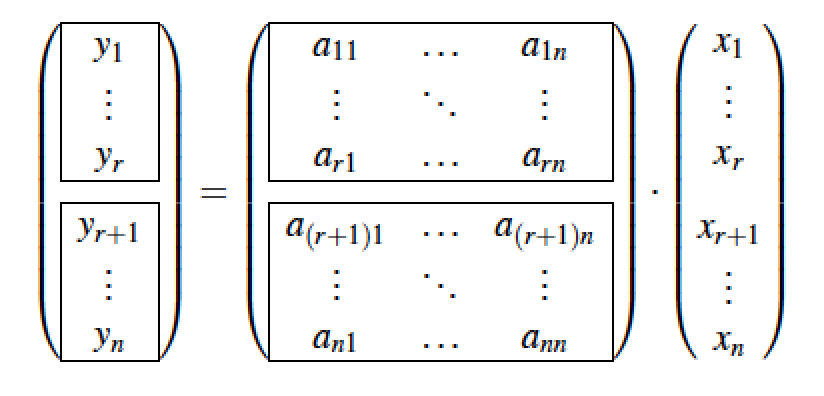 y₁ a₁₁ … a₁ₙ x₁
⋮ ⋮ ⋱ ⋮ ⋮
yᵣ aᵣ₁ … aᵣₙ xᵣ
= ·
yᵣ₊₁ a₍ᵣ₊₁₎₁ … a₍ᵣ₊₁₎ₙ xᵣ₊₁
⋮ ⋮ ⋱ ⋮ ⋮
yₙ aₙ₁ … aₙₙ xₙ